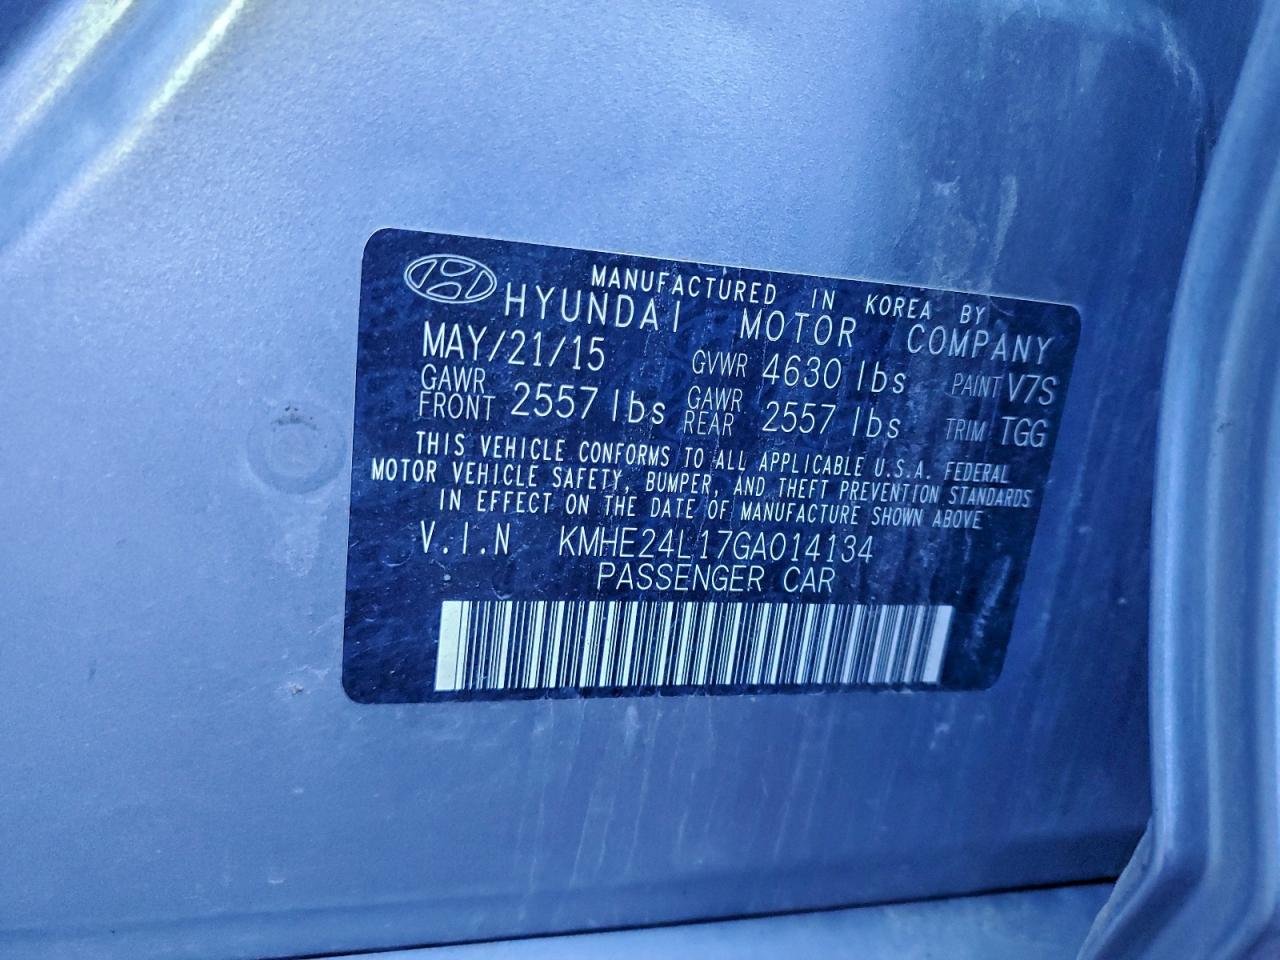 MANUFACTURED IN KOREA BY
HYUNDAI MOTOR COMPANY
MAY/21/15 GVWR 4630 lbs PAINT V7S
GAWR FRONT 2557 lbs GAWR REAR 2557 lbs TRIM TGG
THIS VEHICLE CONFORMS TO ALL APPLICABLE U.S.A. FEDERAL
MOTOR VEHICLE SAFETY, BUMPER, AND THEFT PREVENTION STANDARDS
IN EFFECT ON THE DATE OF MANUFACTURE SHOWN ABOVE
V.I.N KMHE24L17GA014134
PASSENGER CAR